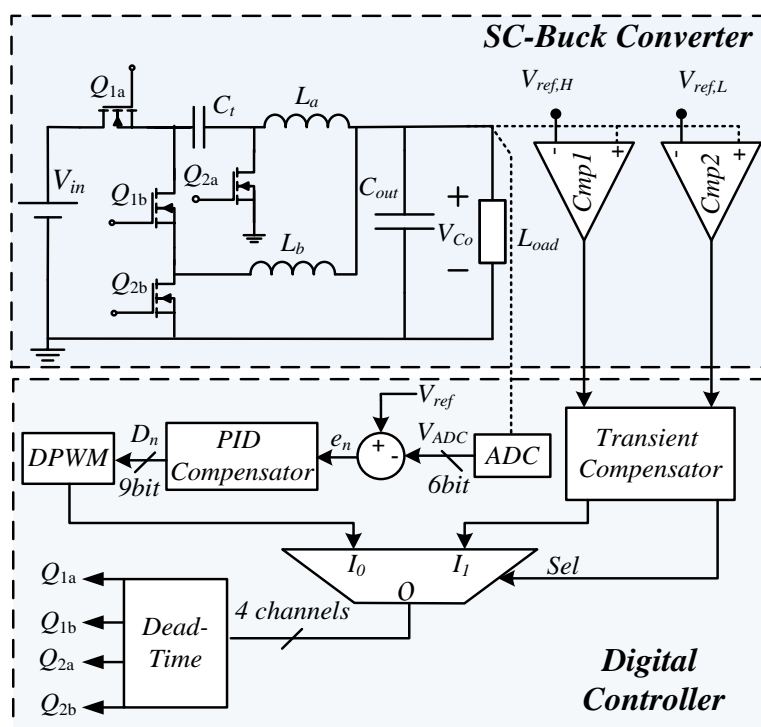 SC-Buck Converter
Q1a
Ct
La
Vref,H
Vref,L
Vin
Q1b
Q2a
Cout
+
VCo
−
Load
- +
Cmp1
- +
Cmp2
Lb
Q2b
Vref
DPWM
Dn
9bit
PID
Compensator
en
+
-
VADC
6bit
ADC
Transient
Compensator
I0
I1
Sel
O
4 channels
Q1a
Q1b
Q2a
Q2b
Dead-
Time
Digital
Controller